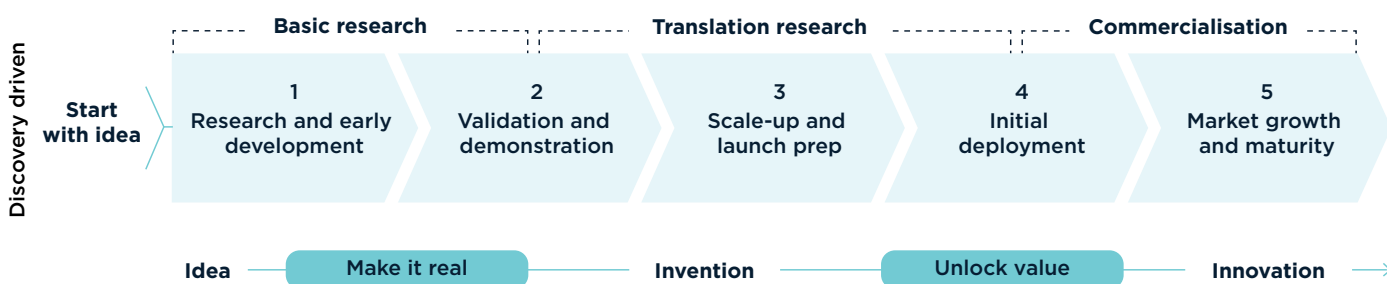 Discovery driven
Basic research
Translation research
Commercialisation
Start
with idea
1
Research and early
development
2
Validation and
demonstration
3
Scale-up and
launch prep
4
Initial
deployment
5
Market growth
and maturity
Idea
Make it real
Invention
Unlock value
Innovation